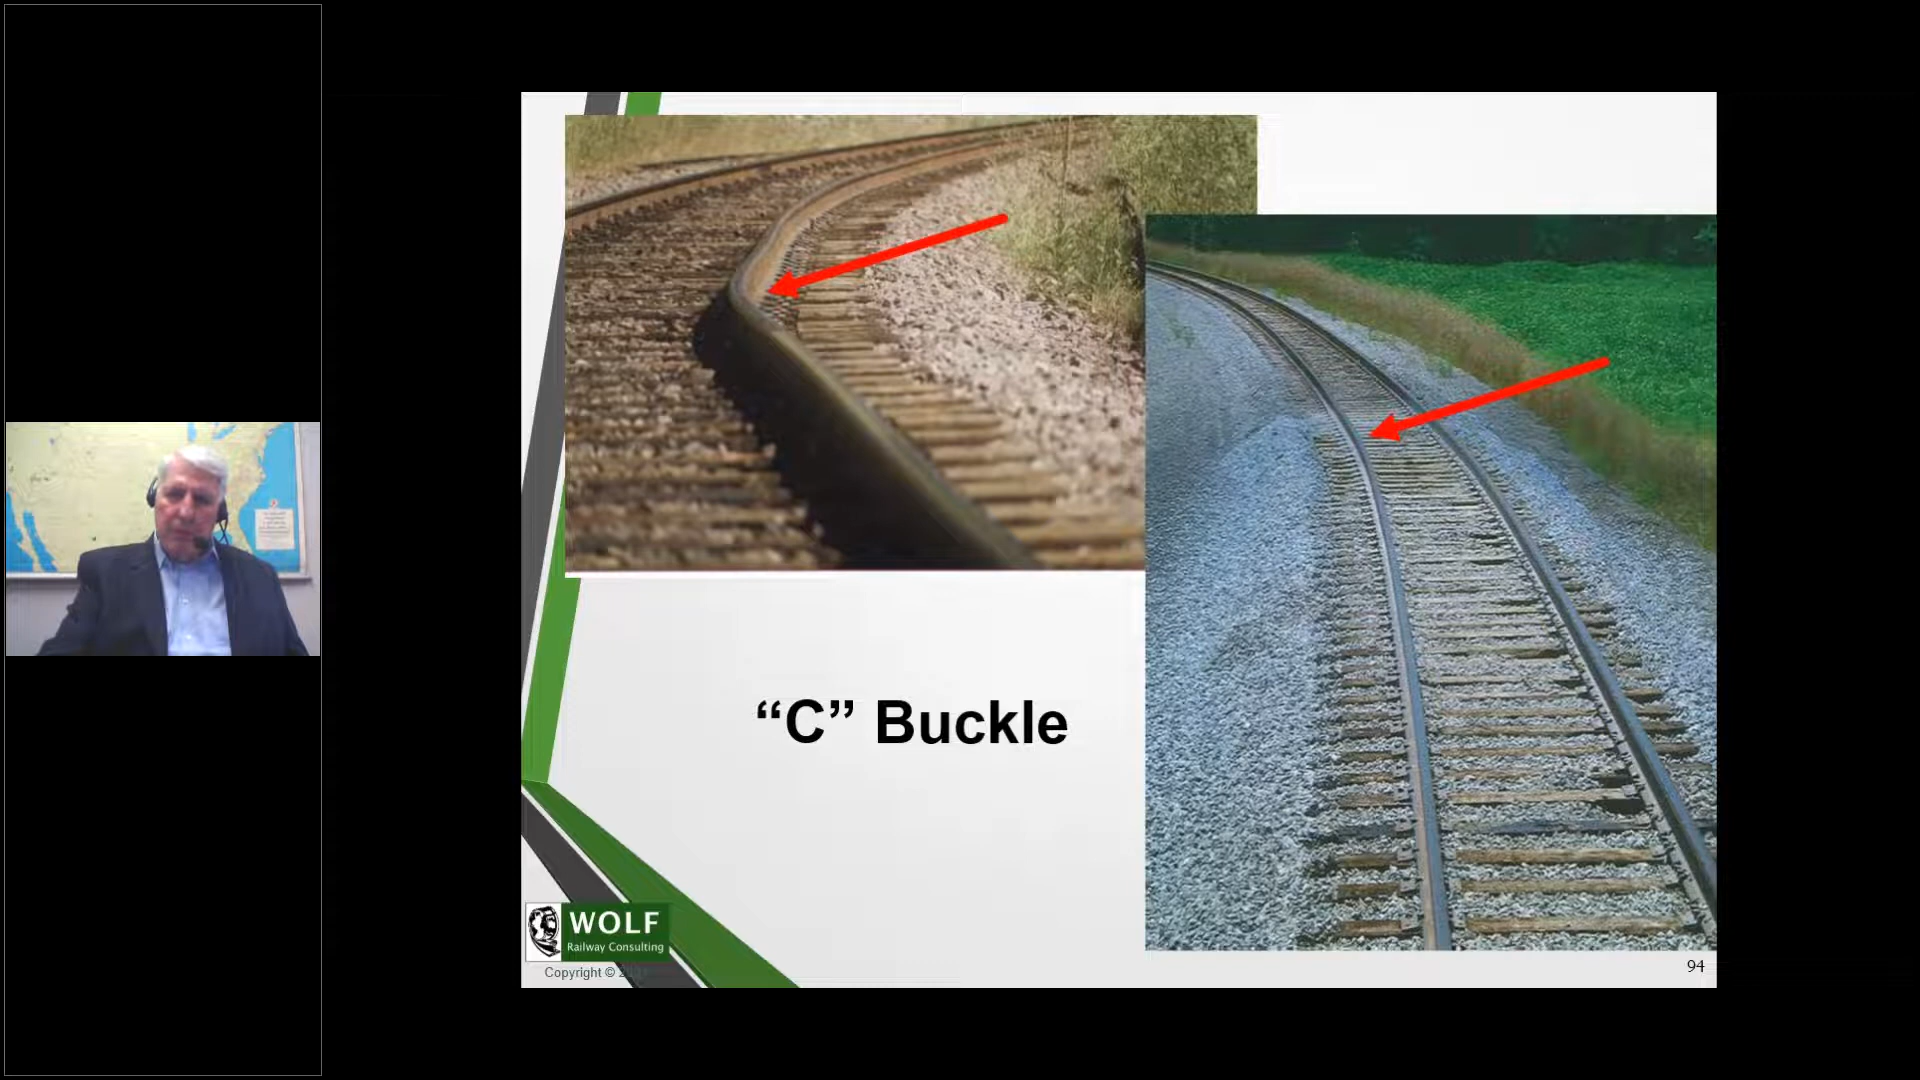 “C” Buckle
WOLF
Railway Consulting
Copyright ©
94